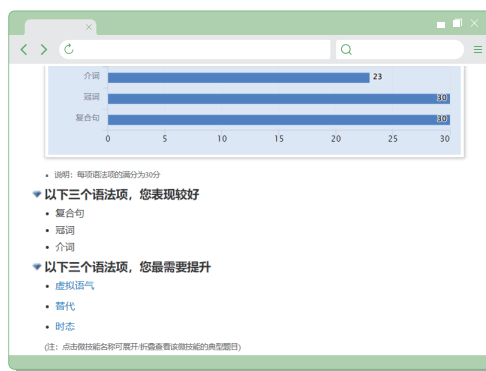 介词
23
冠词
30
复合句
30
0 5 10 15 20 25 30
• 说明：每项语法项的满分为30分
以下三个语法项，您表现较好
• 复合句
• 冠词
• 介词
以下三个语法项，您最需要提升
• 虚拟语气
• 替代
• 时态
(注：点击微技能名称可展开/折叠查看该微技能的典型题目)